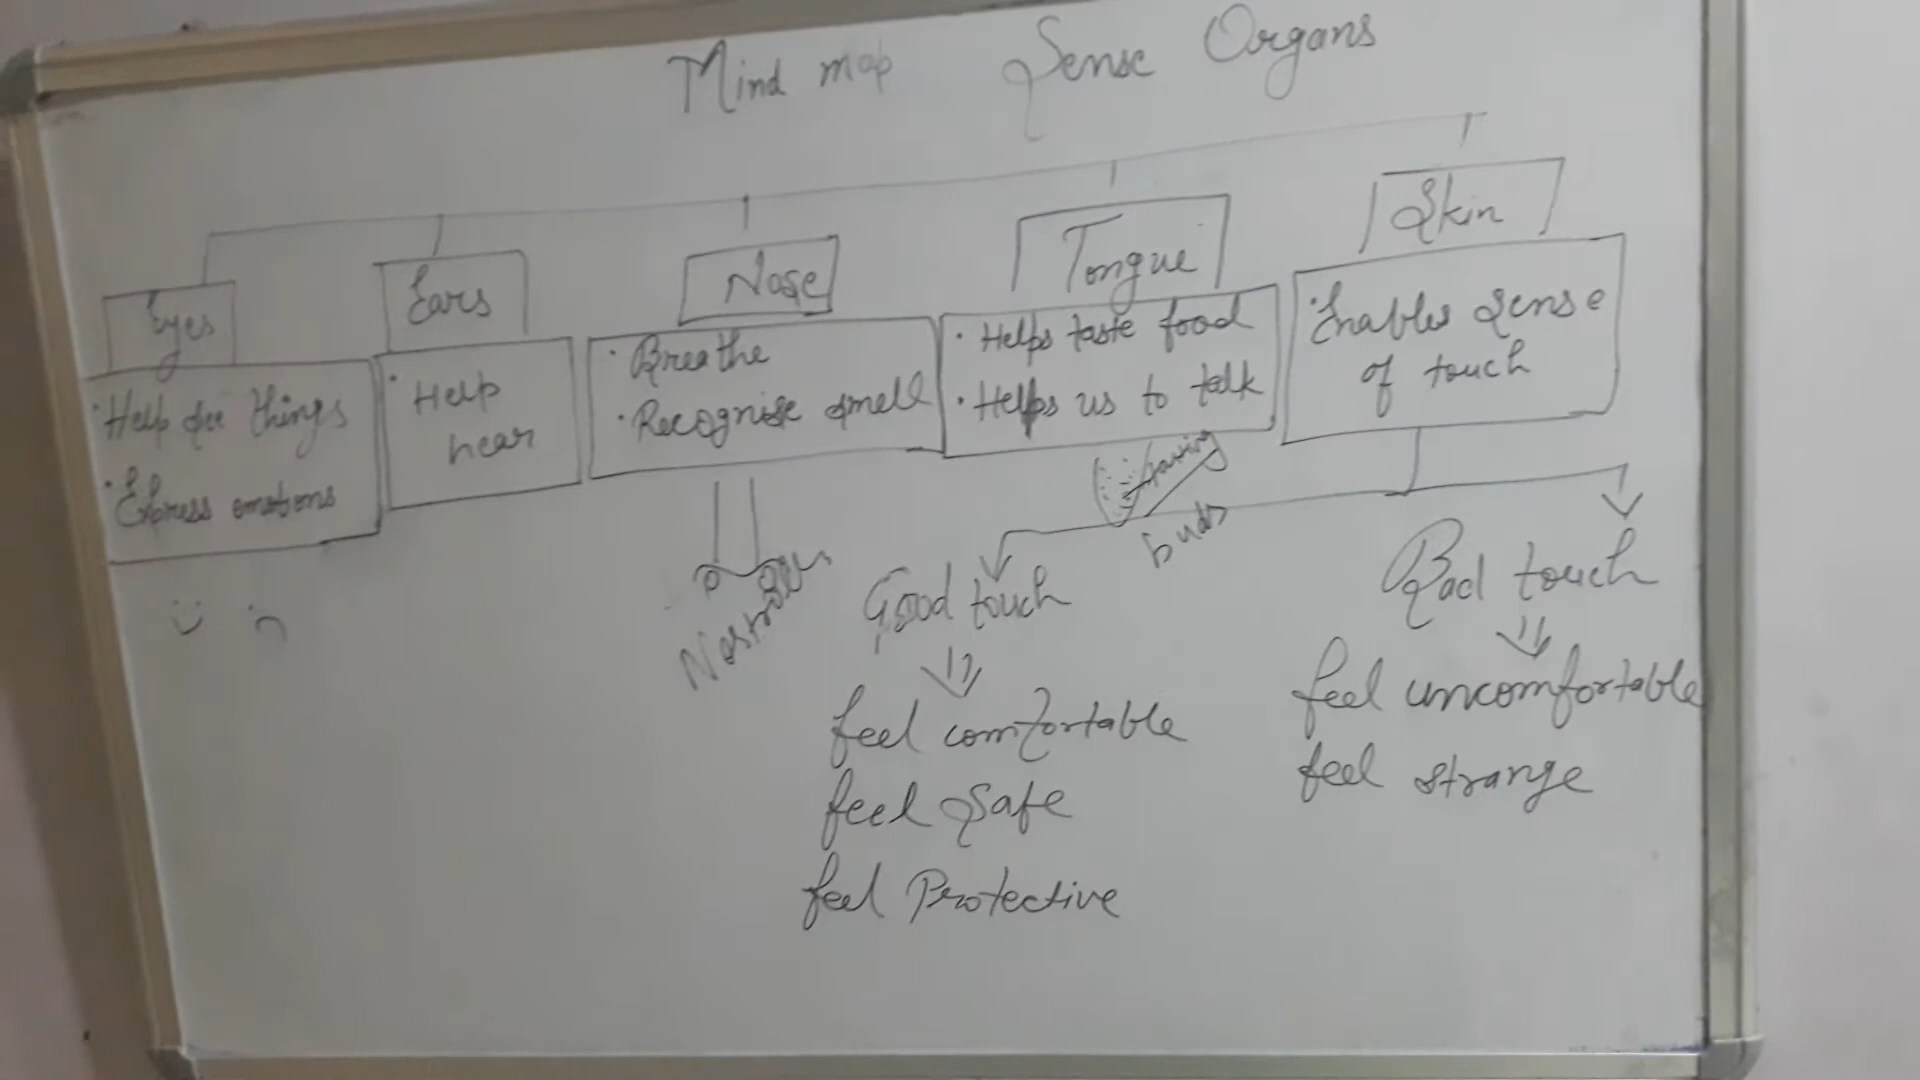 Mind map Sense Organs
Eyes
Help see things
Express emotions
Ears
Help
hear
Nose
Breathe
Recognise smell
Nostrils
Tongue
Helps taste food
Helps us to talk
buds
Skin
Enables sense
of touch
Good touch
feel comfortable
feel safe
feel Protective
Bad touch
feel uncomfortable
feel strange